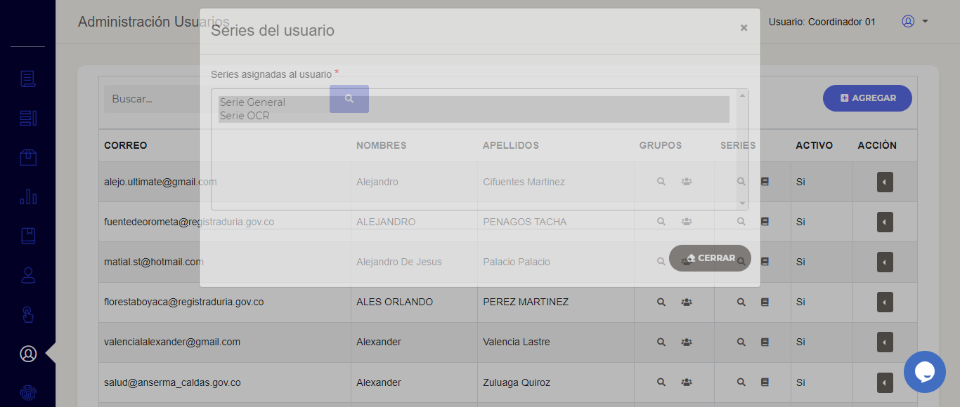 Administración Usuarios
Usuario: Coordinador 01
Series del usuario
×
Series asignadas al usuario *
Buscar...
Serie General
Serie OCR
AGREGAR
CORREO NOMBRES APELLIDOS GRUPOS SERIES ACTIVO ACCIÓN
alejo.ultimate@gmail.com Alejandro Cifuentes Martinez Si
fuentedeorometa@registraduria.gov.co ALEJANDRO PENAGOS TACHA Si
matial.st@hotmail.com Alejandro De Jesus Palacio Palacio Si
CERRAR
florestaboyaca@registraduria.gov.co ALES ORLANDO PEREZ MARTINEZ Si
valencialalexander@gmail.com Alexander Valencia Lastre Si
salud@anserma_caldas.gov.co Alexander Zuluaga Quiroz Si